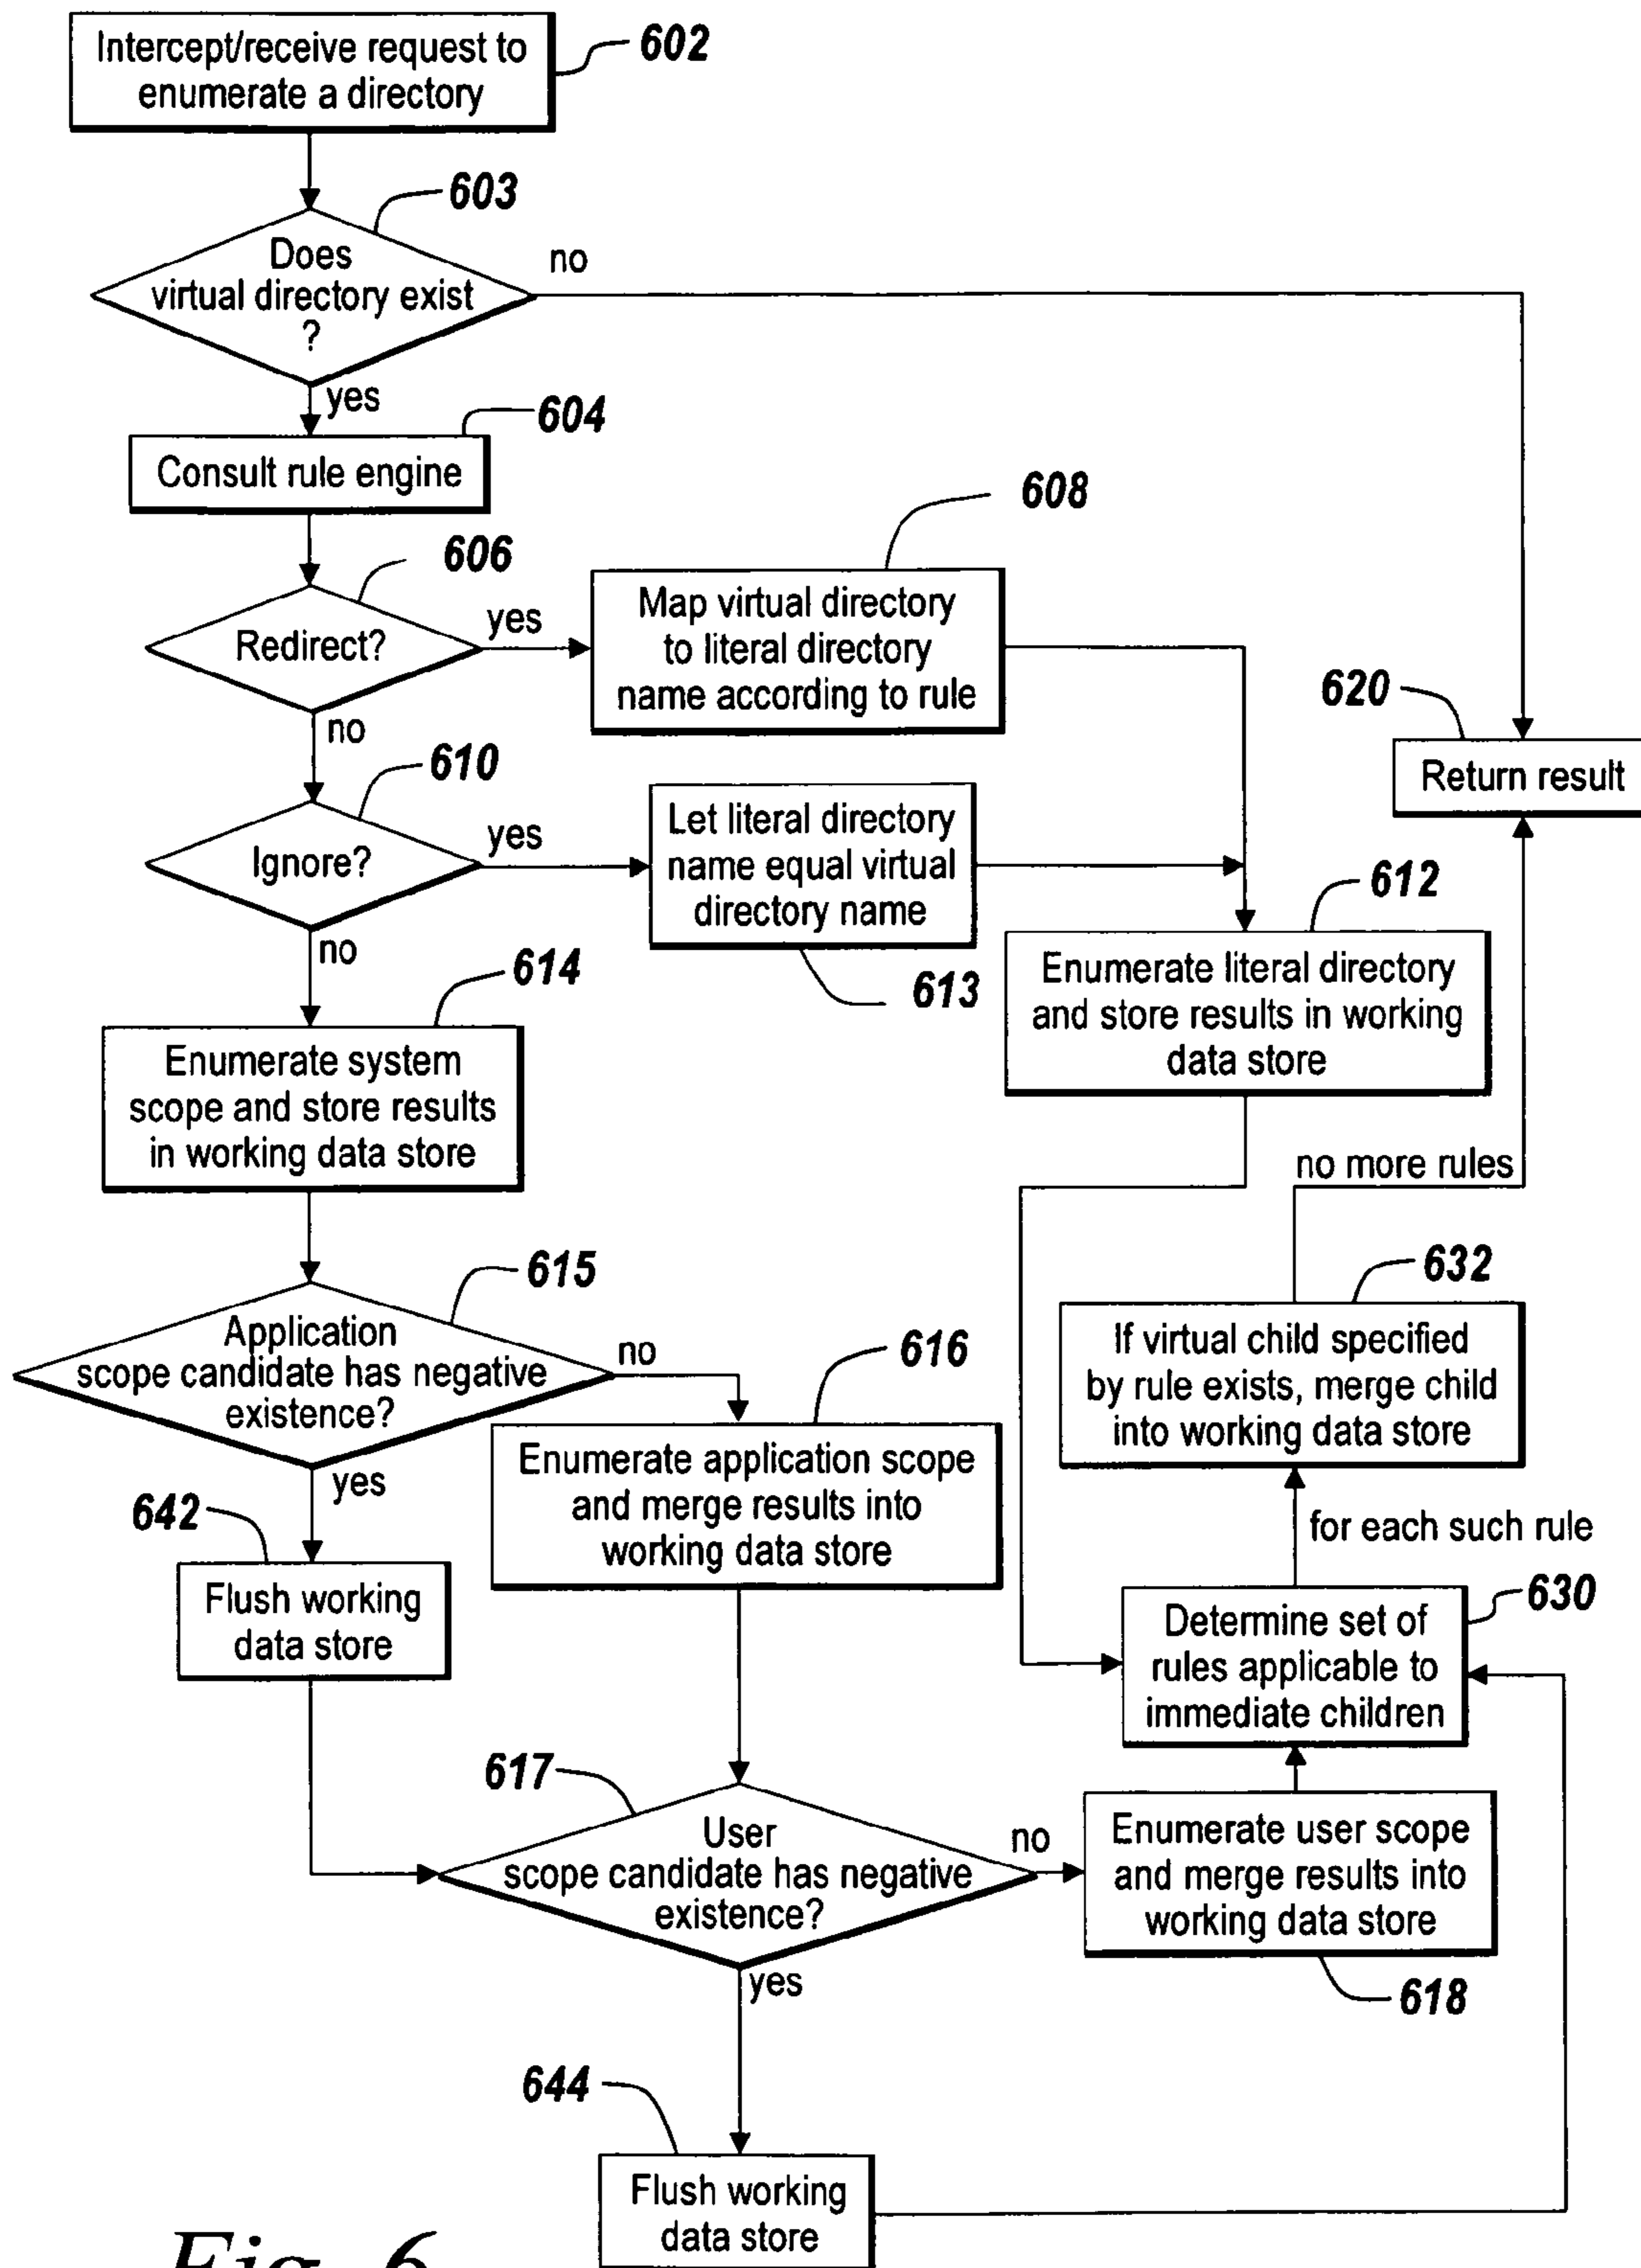 Intercept/receive request to
enumerate a directory
602
603
Does
virtual directory exist
?
no
yes
604
Consult rule engine
606
Redirect?
yes
no
608
Map virtual directory
to literal directory
name according to rule
620
Return result
610
Ignore?
yes
no
Let literal directory
name equal virtual
directory name
613
612
Enumerate literal directory
and store results in working
data store
614
Enumerate system
scope and store results
in working data store
no more rules
615
Application
scope candidate has negative
existence?
no
yes
616
Enumerate application scope
and merge results into
working data store
632
If virtual child specified
by rule exists, merge child
into working data store
for each such rule
642
Flush working
data store
630
Determine set of
rules applicable to
immediate children
617
User
scope candidate has negative
existence?
no
yes
Enumerate user scope
and merge results into
working data store
618
644
Flush working
data store
Fig. 6